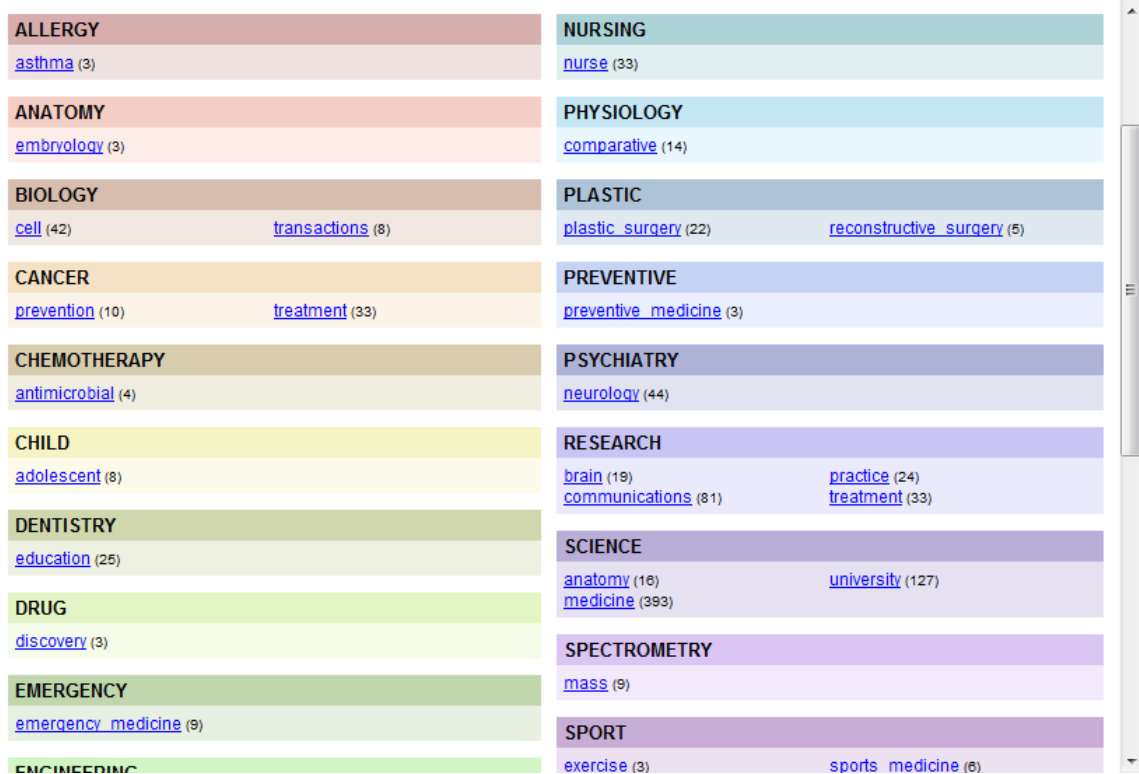 ALLERGY
asthma (3)
ANATOMY
embryology (3)
BIOLOGY
cell (42) transactions (8)
CANCER
prevention (10) treatment (33)
CHEMOTHERAPY
antimicrobial (4)
CHILD
adolescent (8)
DENTISTRY
education (25)
DRUG
discovery (3)
EMERGENCY
emergency_medicine (9)
ENGINEERING
NURSING
nurse (33)
PHYSIOLOGY
comparative (14)
PLASTIC
plastic_surgery (22) reconstructive_surgery (5)
PREVENTIVE
preventive_medicine (3)
PSYCHIATRY
neurology (44)
RESEARCH
brain (19) practice (24)
communications (81) treatment (33)
SCIENCE
anatomy (16) university (127)
medicine (393)
SPECTROMETRY
mass (9)
SPORT
exercise (3) sports_medicine (6)